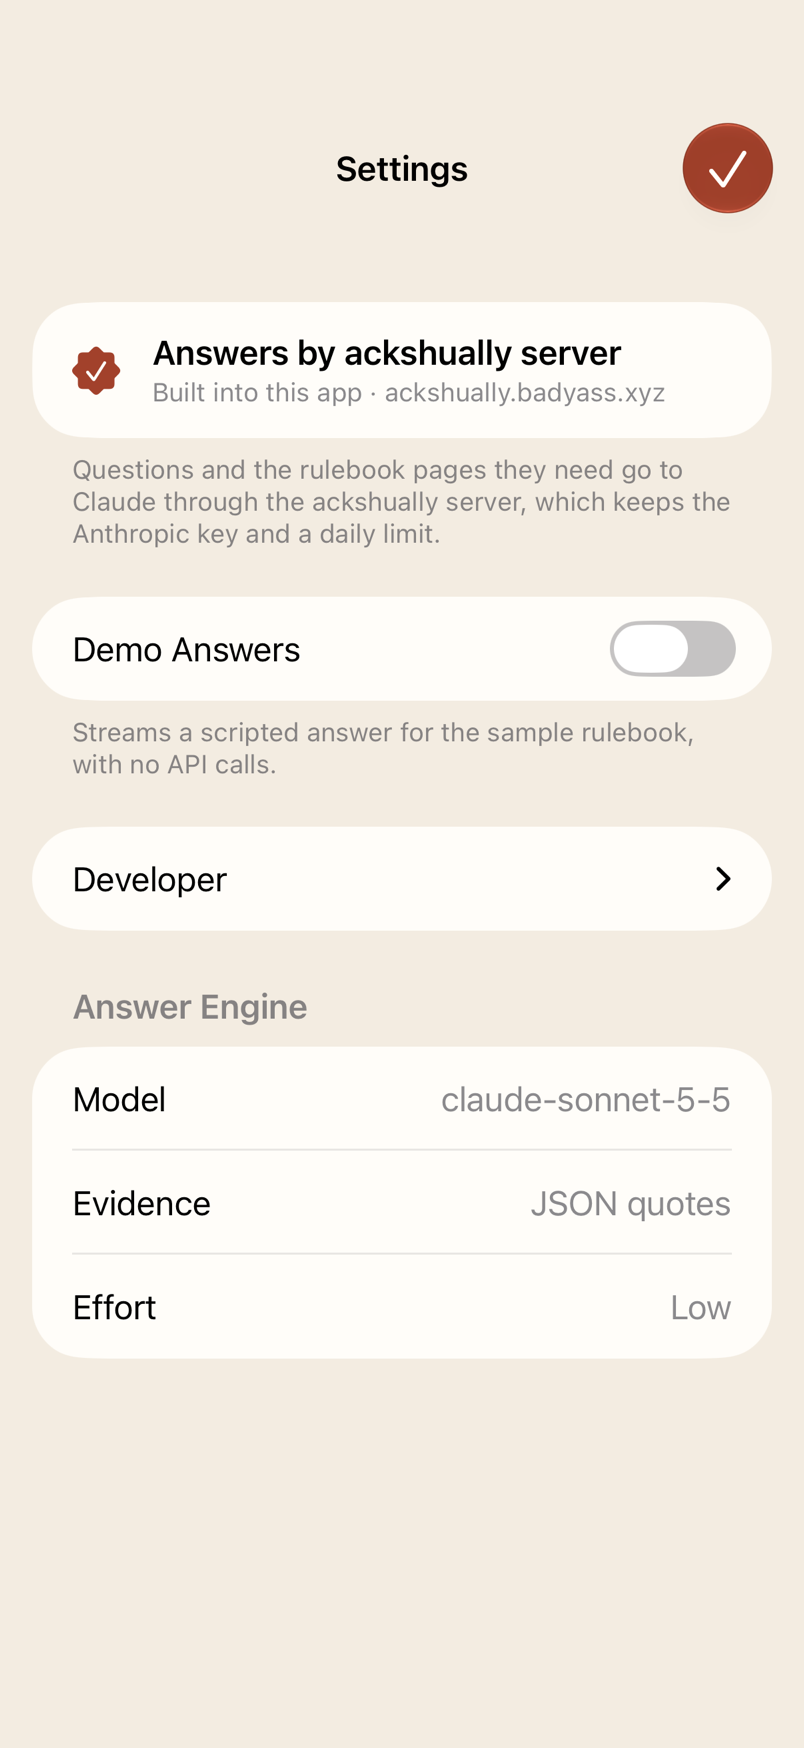 Settings
Answers by ackshually server
Built into this app · ackshually.badyass.xyz
Questions and the rulebook pages they need go to
Claude through the ackshually server, which keeps the
Anthropic key and a daily limit.
Demo Answers
Streams a scripted answer for the sample rulebook,
with no API calls.
Developer
Answer Engine
Model claude-sonnet-5-5
Evidence JSON quotes
Effort Low